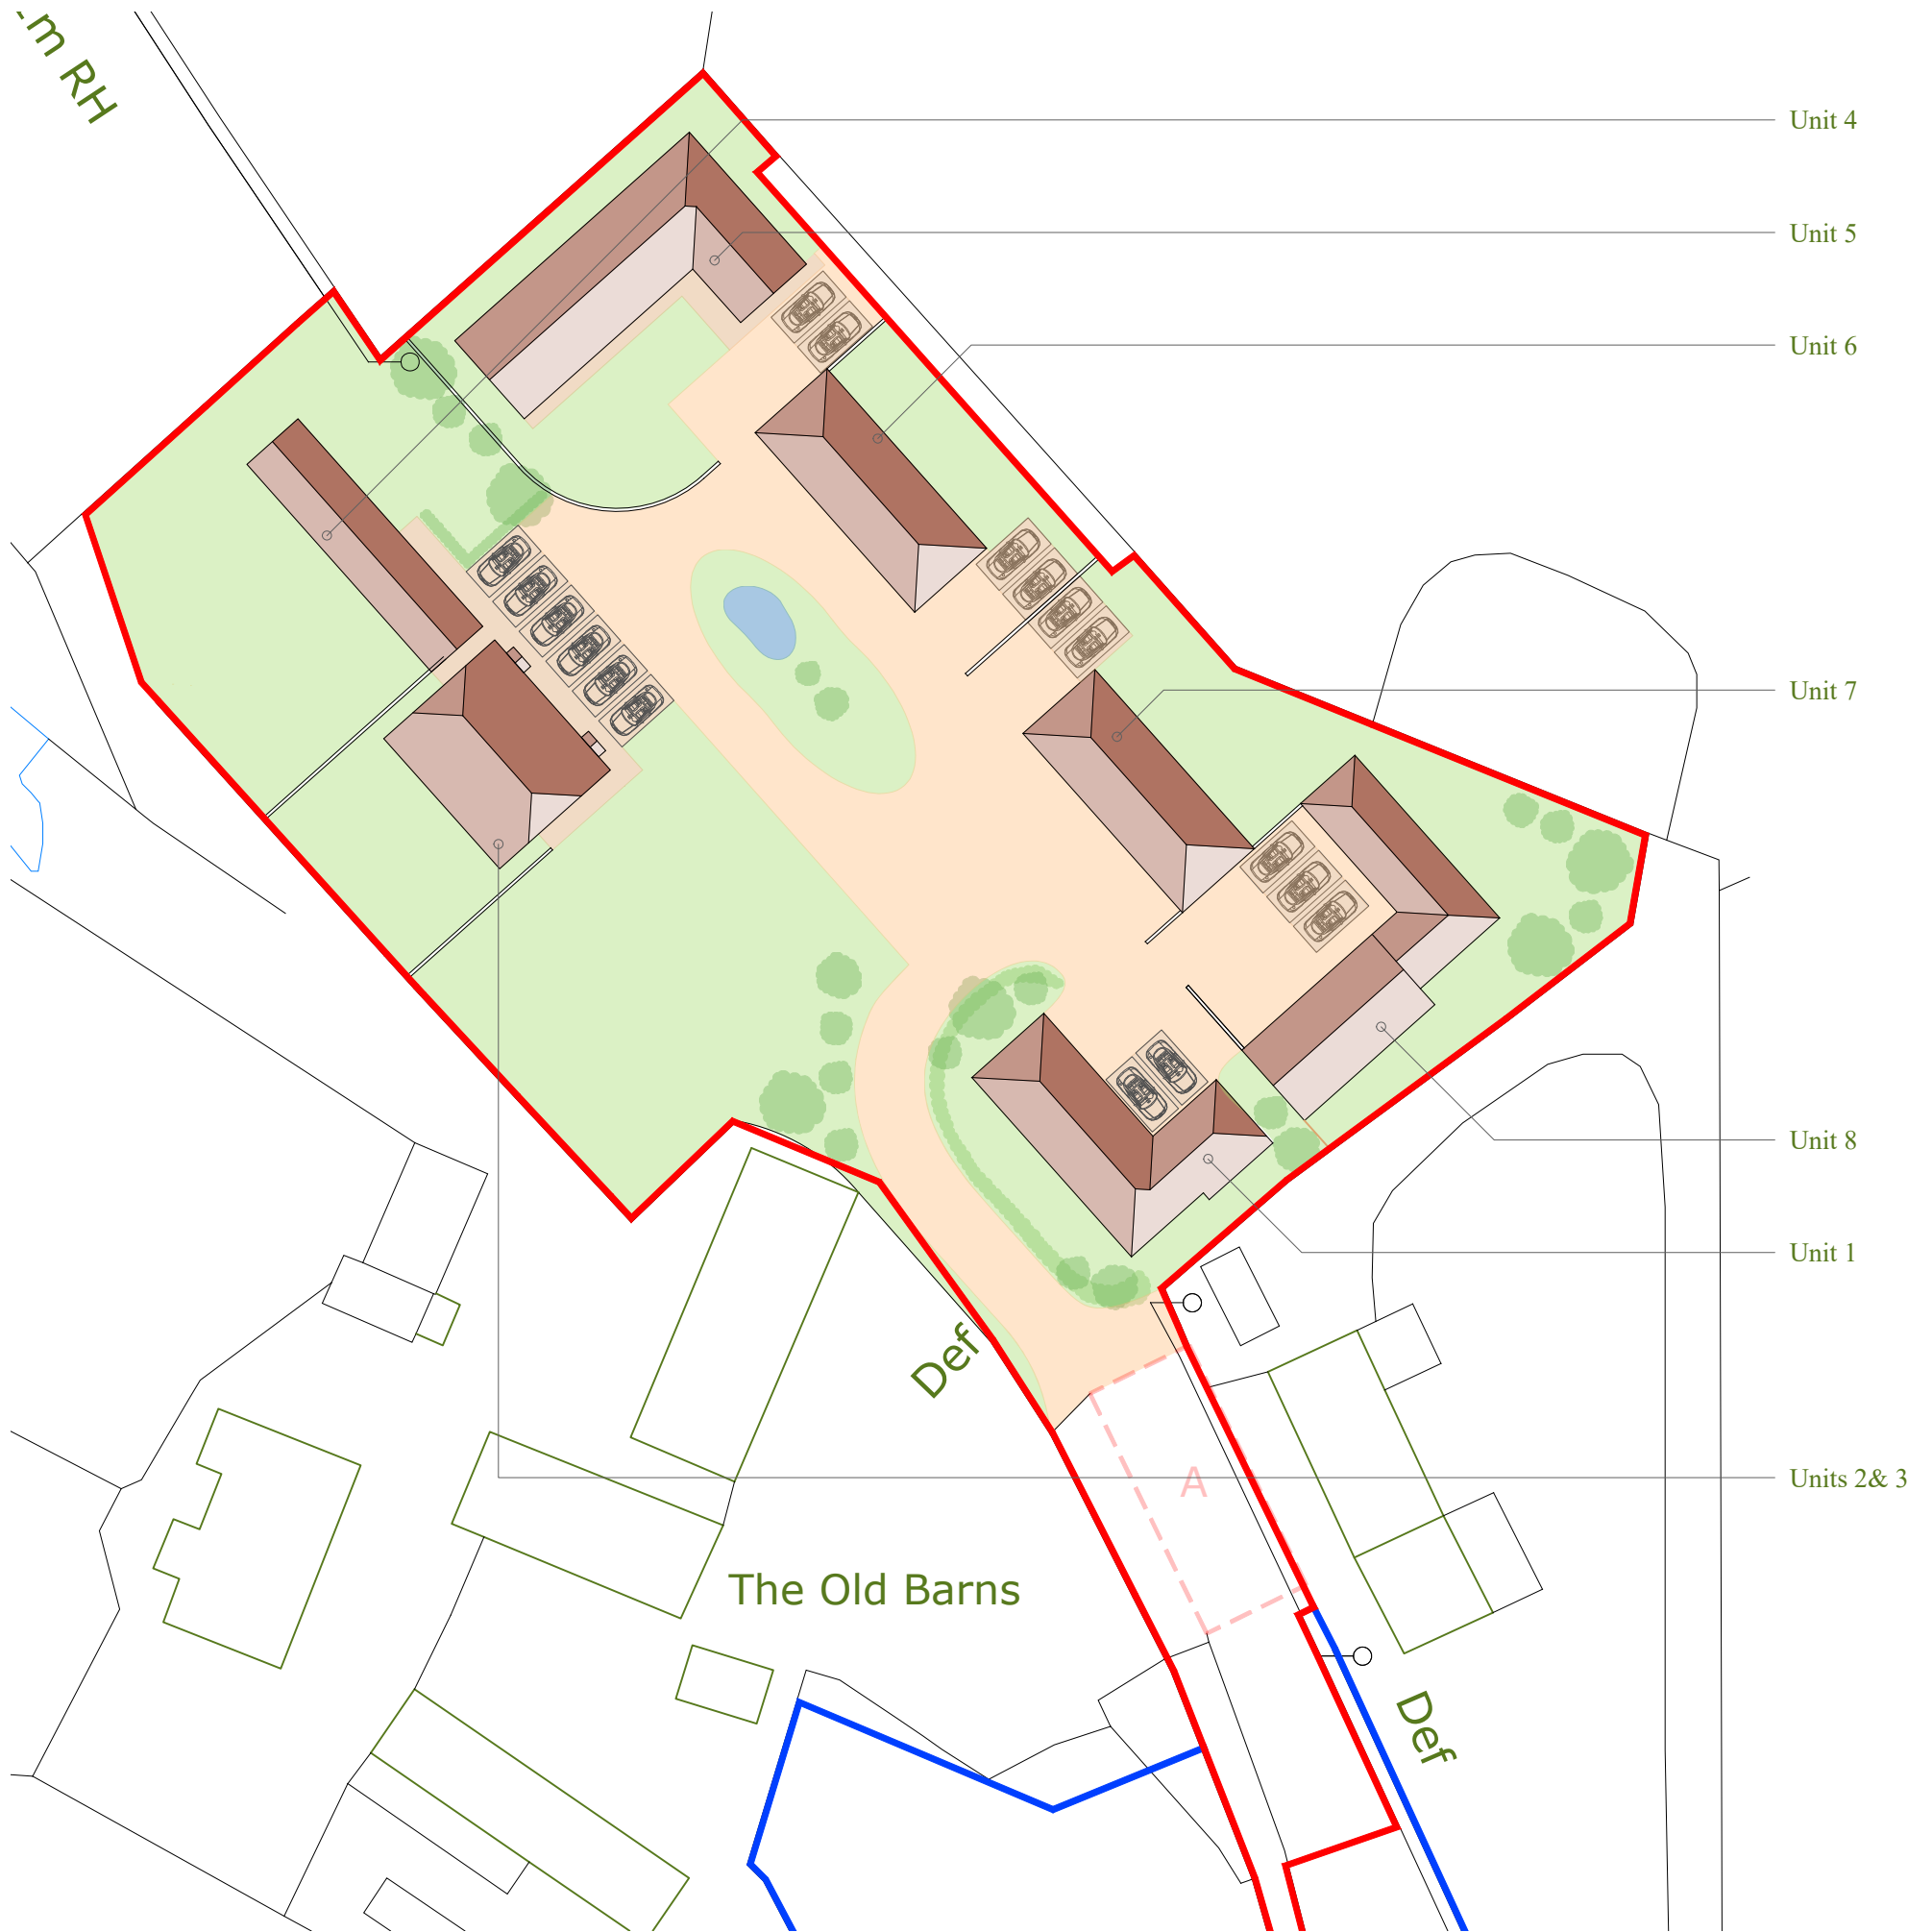 m RH
Unit 4
Unit 5
Unit 6
Unit 7
Unit 8
Unit 1
Def
Units 2& 3
A
The Old Barns
Def